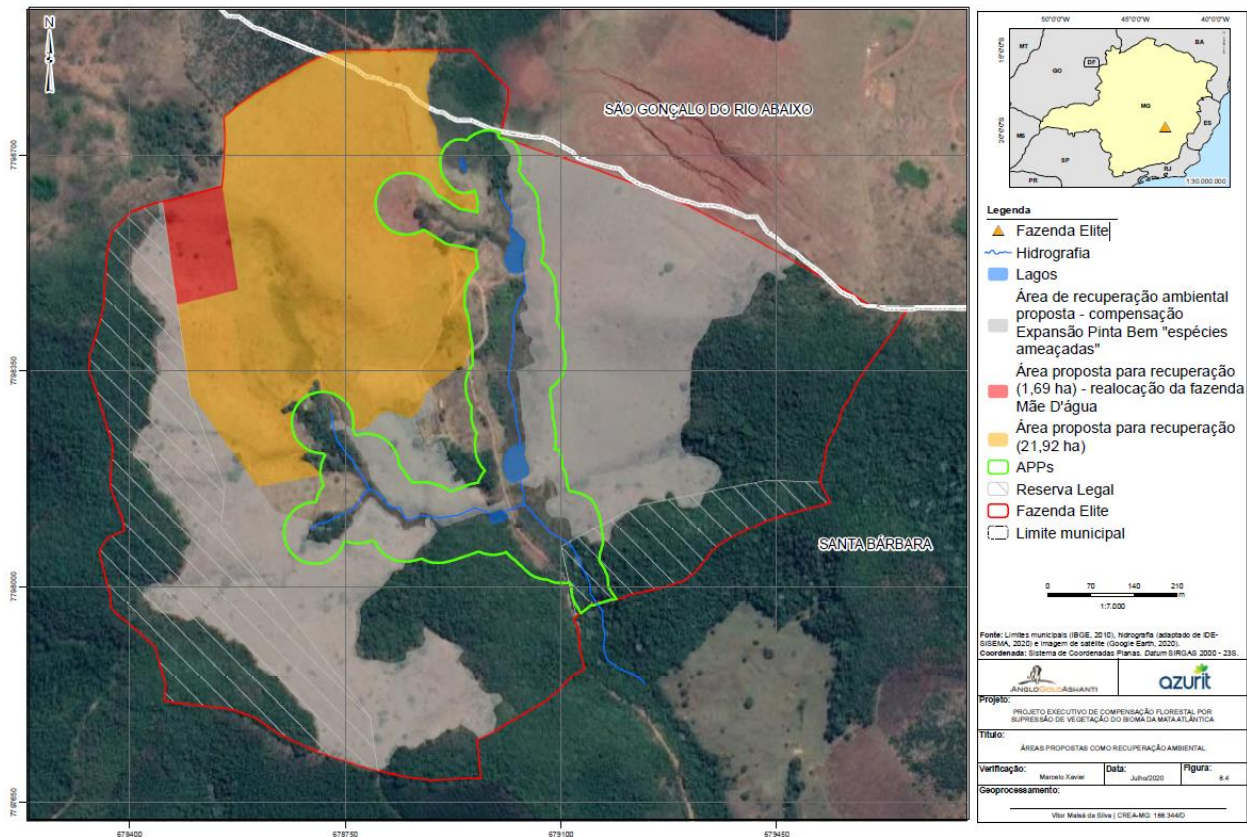 N
SÃO GONÇALO DO RIO ABAIXO
SANTA BÁRBARA
7798700
7798350
7798000
7797650
678400
678750
679100
679450
50°0'0"W
45°0'0"W
40°0'0"W
15°0'0"S
20°0'0"S
MT
BA
GO
DF
MG
ES
MS
SP
RJ
PR
1:30.000.000
Legenda
Fazenda Elite
Hidrografia
Lagos
Área de recuperação ambiental
proposta - compensação
Expansão Pinta Bem "espécies
ameaçadas"
Área proposta para recuperação
(1,69 ha) - realocação da fazenda
Mãe D'água
Área proposta para recuperação
(21,92 ha)
APPs
Reserva Legal
Fazenda Elite
Limite municipal
0 70 140 210
m
1:7.000
Fonte: Limites municipais (IBGE, 2010), hidrografia (adaptado de IDE-
SISEMA, 2020) e Imagem de satélite (Google Earth, 2020).
Coordenada: Sistema de Coordenadas Planas. Datum SIRGAS 2000 - 23S.
ANGLOGOLDASHANTI
azurit
Projeto:
PROJETO EXECUTIVO DE COMPENSAÇÃO FLORESTAL POR
SUPRESSÃO DE VEGETAÇÃO DO BIOMA DA MATA ATLÂNTICA
Título:
ÁREAS PROPOSTAS COMO RECUPERAÇÃO AMBIENTAL
Verificação:
Marcelo Xavier
Data:
Julho/2020
Figura:
8.4
Geoprocessamento:
da Silva | CREA-MG: 188.344/D